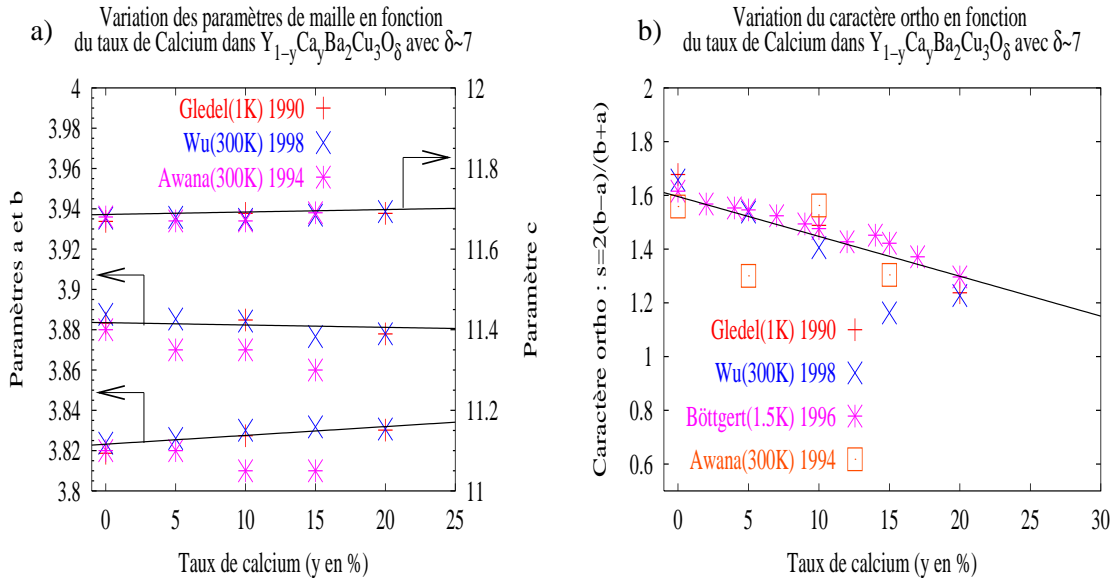 a)
Variation des paramètres de maille en fonction
du taux de Calcium dans Y1−yCayBa2Cu3Oδ avec δ~7
Paramètres a et b
4
3.98
3.96
3.94
3.92
3.9
3.88
3.86
3.84
3.82
3.8
Gledel(1K) 1990
Wu(300K) 1998
Awana(300K) 1994
12
11.8
11.6
11.4
11.2
11
Paramètre c
0 5 10 15 20 25
Taux de calcium (y en %)
b)
Variation du caractère ortho en fonction
du taux de Calcium dans Y1−yCayBa2Cu3Oδ avec δ~7
Caractère ortho : s=2(b−a)/(b+a)
2
1.8
1.6
1.4
1.2
1
0.8
0.6
Gledel(1K) 1990
Wu(300K) 1998
Böttgert(1.5K) 1996
Awana(300K) 1994
0 5 10 15 20 25 30
Taux de calcium (y en %)